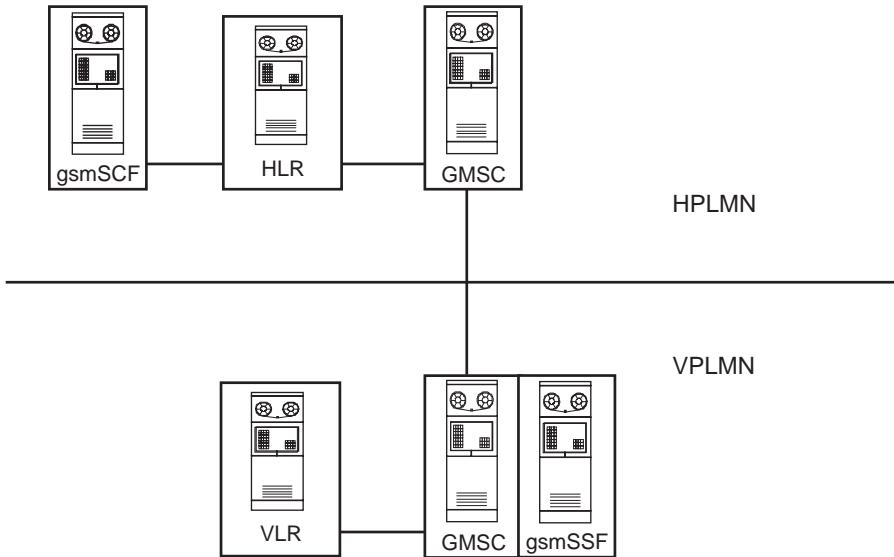 gsmSCF
HLR
GMSC
HPLMN
VPLMN
VLR
GMSC
gsmSSF